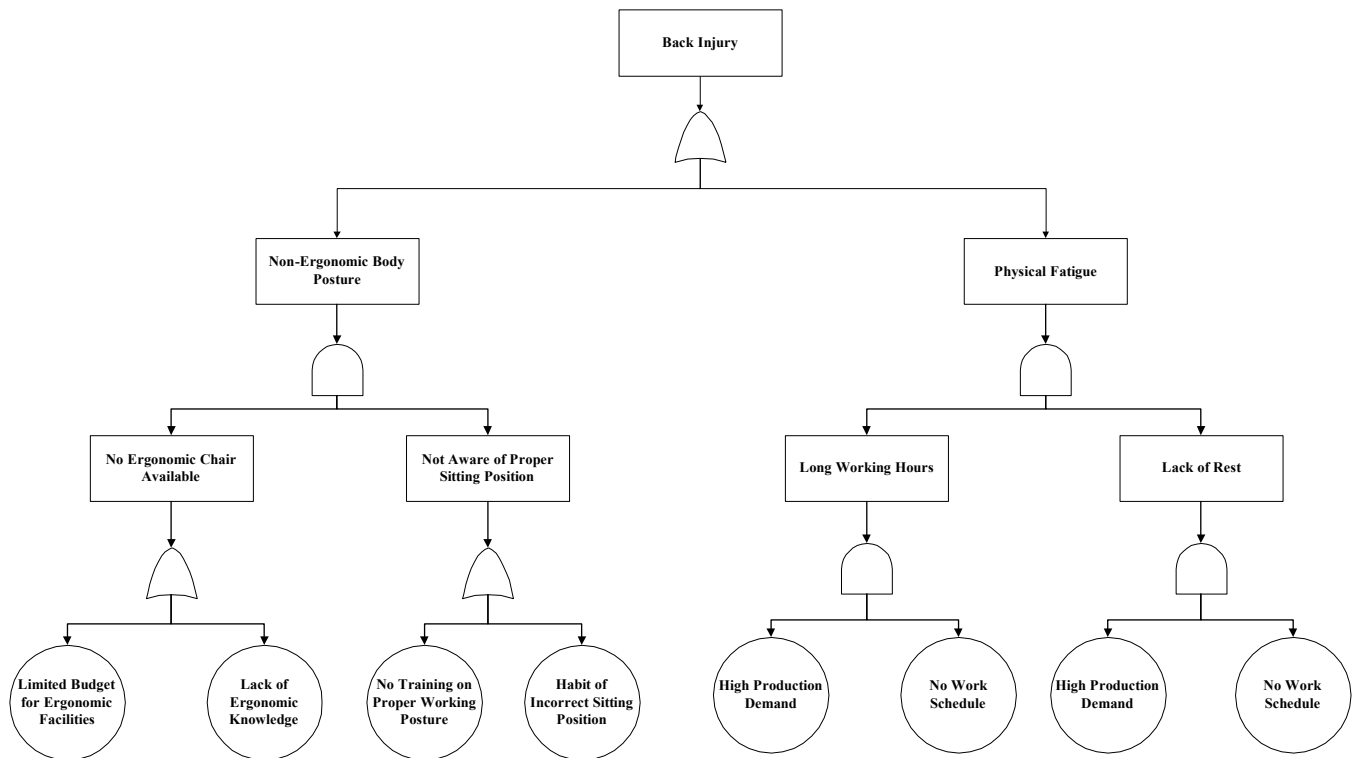 Back Injury
Non-Ergonomic Body
Posture
Physical Fatigue
No Ergonomic Chair
Available
Not Aware of Proper
Sitting Position
Long Working Hours
Lack of Rest
Limited Budget
for Ergonomic
Facilities
Lack of
Ergonomic
Knowledge
No Training on
Proper Working
Posture
Habit of
Incorrect Sitting
Position
High Production
Demand
No Work
Schedule
High Production
Demand
No Work
Schedule